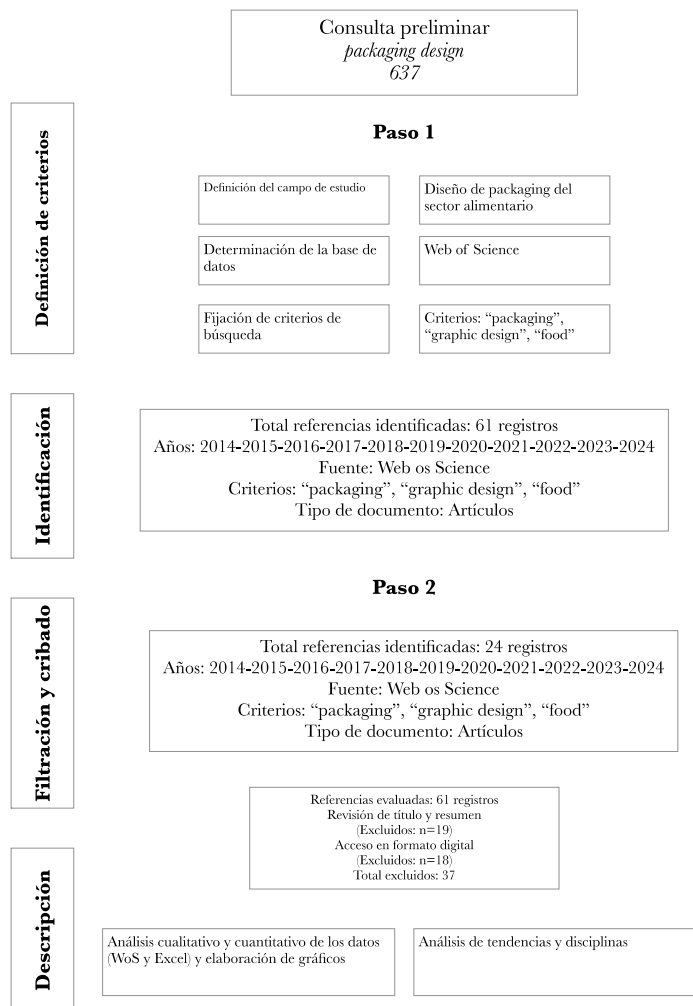 Consulta preliminar
packaging design
637
Definición de criterios
Paso 1
Definición del campo de estudio
Diseño de packaging del
sector alimentario
Determinación de la base de
datos
Web of Science
Fijación de criterios de
búsqueda
Criterios: “packaging”,
“graphic design”, “food”
Identificación
Total referencias identificadas: 61 registros
Años: 2014-2015-2016-2017-2018-2019-2020-2021-2022-2023-2024
Fuente: Web os Science
Criterios: “packaging”, “graphic design”, “food”
Tipo de documento: Artículos
Paso 2
Filtración y cribado
Total referencias identificadas: 24 registros
Años: 2014-2015-2016-2017-2018-2019-2020-2021-2022-2023-2024
Fuente: Web os Science
Criterios: “packaging”, “graphic design”, “food”
Tipo de documento: Artículos
Referencias evaluadas: 61 registros
Revisión de título y resumen
(Excluidos: n=19)
Acceso en formato digital
(Excluidos: n=18)
Total excluidos: 37
Descripción
Análisis cualitativo y cuantitativo de los datos
(WoS y Excel) y elaboración de gráficos
Análisis de tendencias y disciplinas